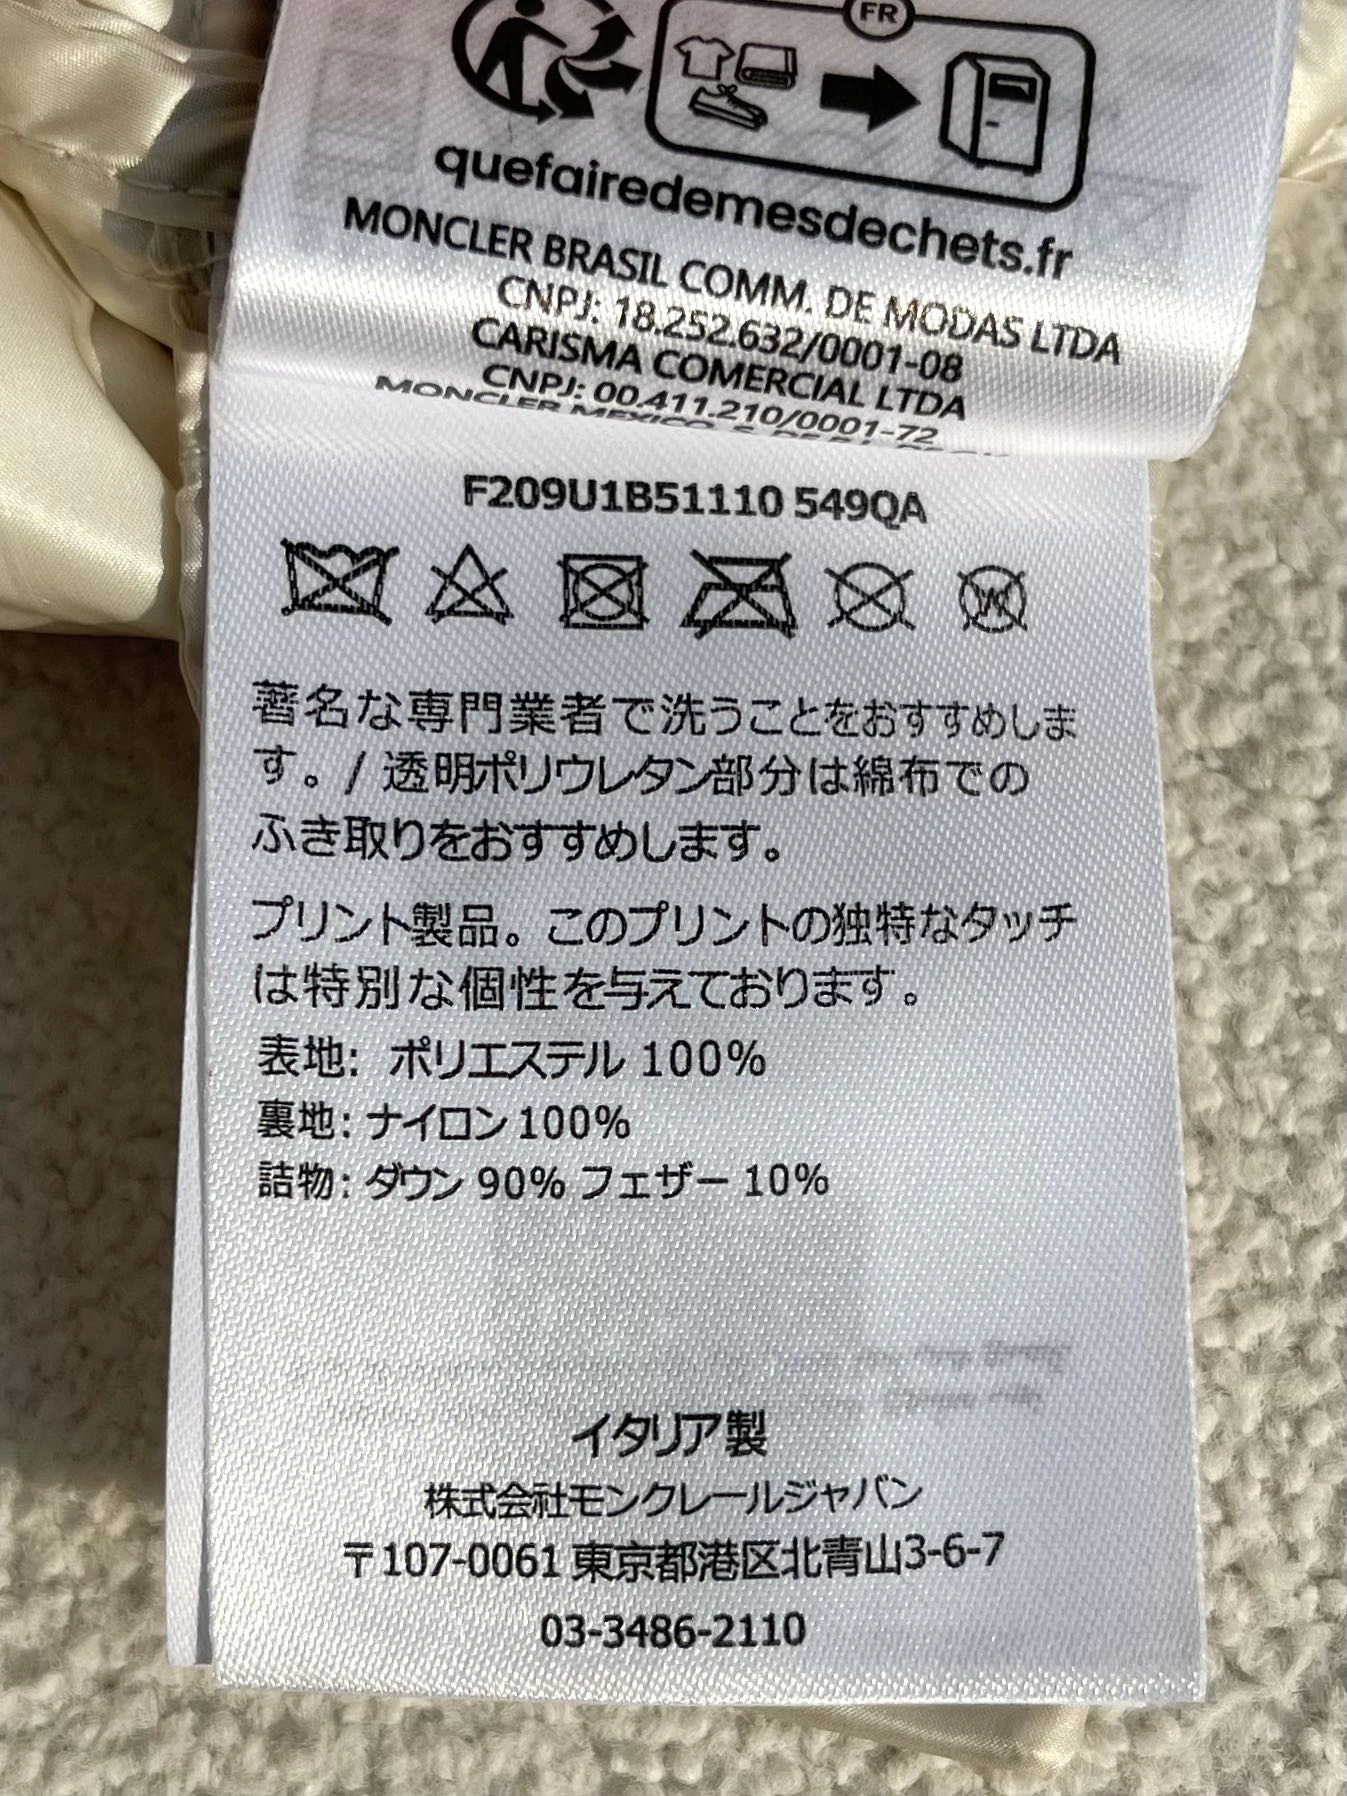 FR
quefairedemesdechets.fr
MONCLER BRASIL COMM. DE MODAS LTDA
CNPJ: 18.252.632/0001-08
CARISMA COMERCIAL LTDA
CNPJ: 00.411.210/0001-72
MONCLER MEXICO, S. DE R.L. DE
F209U1B51110 549QA
W
著名な専門業者で洗うことをおすすめしま
す。/ 透明ポリウレタン部分は綿布での
ふき取りをおすすめします。
プリント製品。このプリントの独特なタッチ
は特別な個性を与えております。
表地: ポリエステル 100%
裏地: ナイロン 100%
詰物: ダウン 90% フェザー 10%
イタリア製
株式会社モンクレールジャパン
〒107-0061 東京都港区北青山3-6-7
03-3486-2110